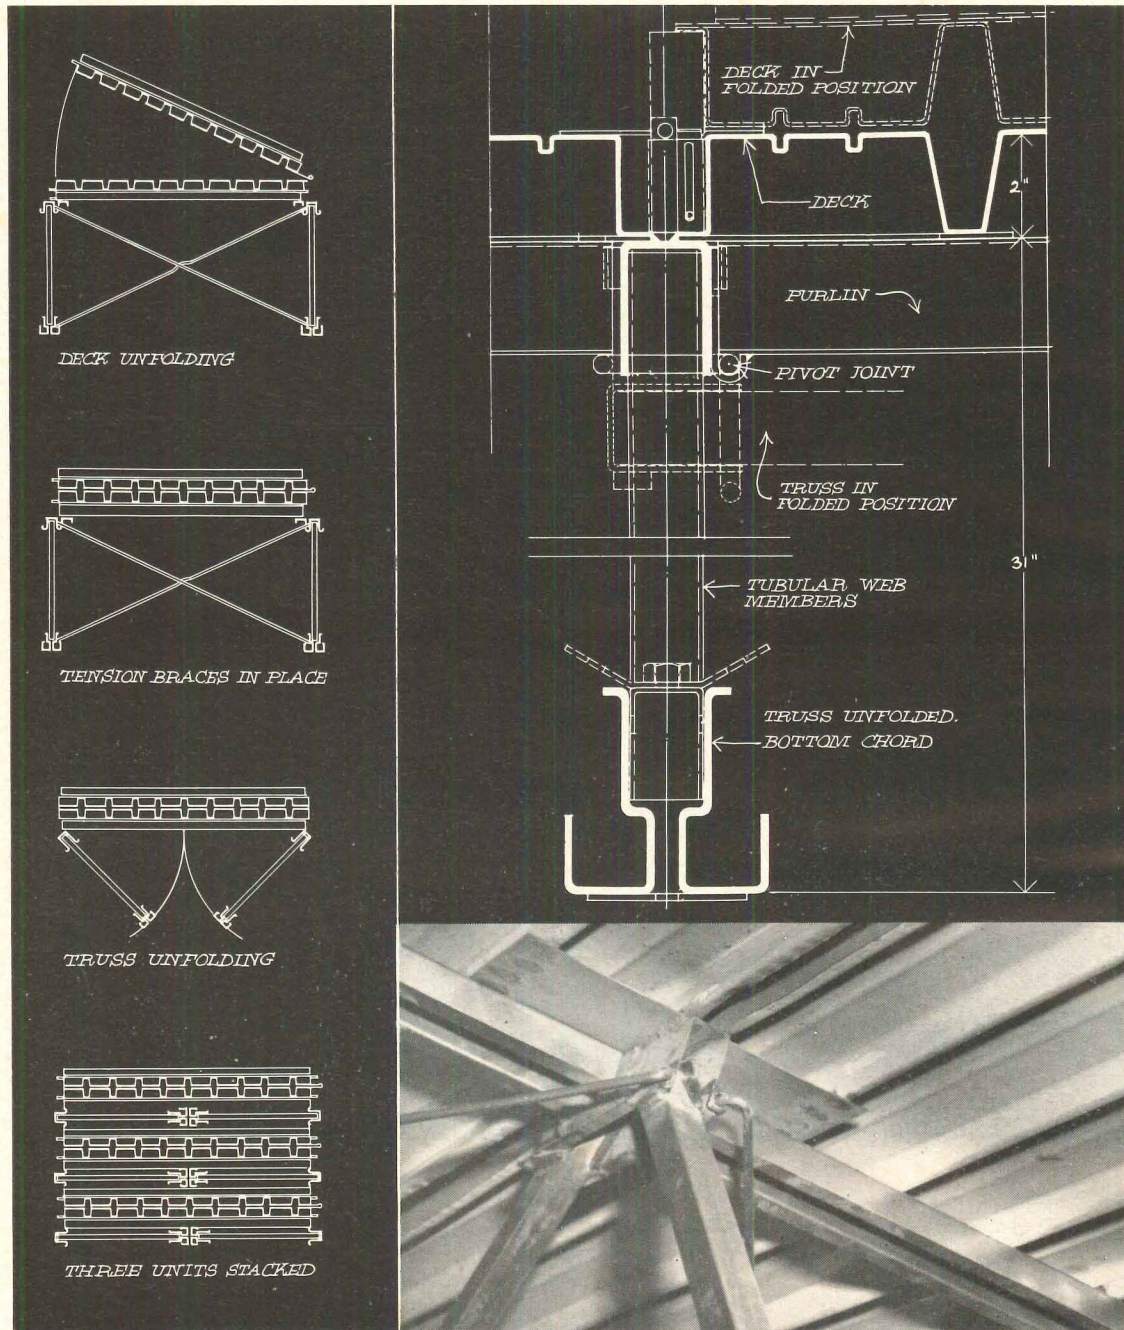 DECK UNFOLDING
TENSION BRACES IN PLACE
TRUSS UNFOLDING
THREE UNITS STACKED
DECK IN
FOLDED POSITION
DECK
2"
PURLIN
PIVOT JOINT
TRUSS IN
FOLDED POSITION
31"
TUBULAR WEB
MEMBERS
TRUSS UNFOLDED.
BOTTOM CHORD